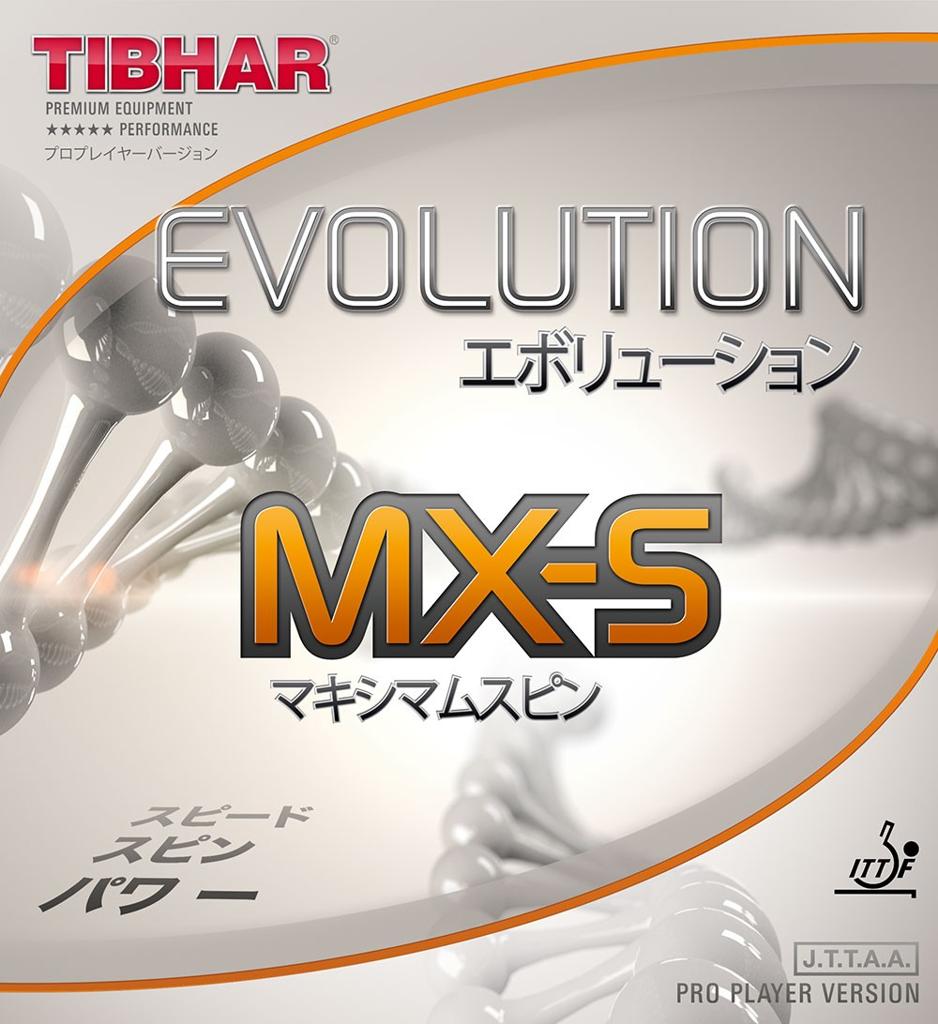 TIBHAR®
PREMIUM EQUIPMENT
★★★★★ PERFORMANCE
プロプレイヤーバージョン
EVOLUTION
エボリューション
MX-S
マキシマムスピン
スピード
スピン
パワー
ITTF
J.T.T.A.A.
PRO PLAYER VERSION